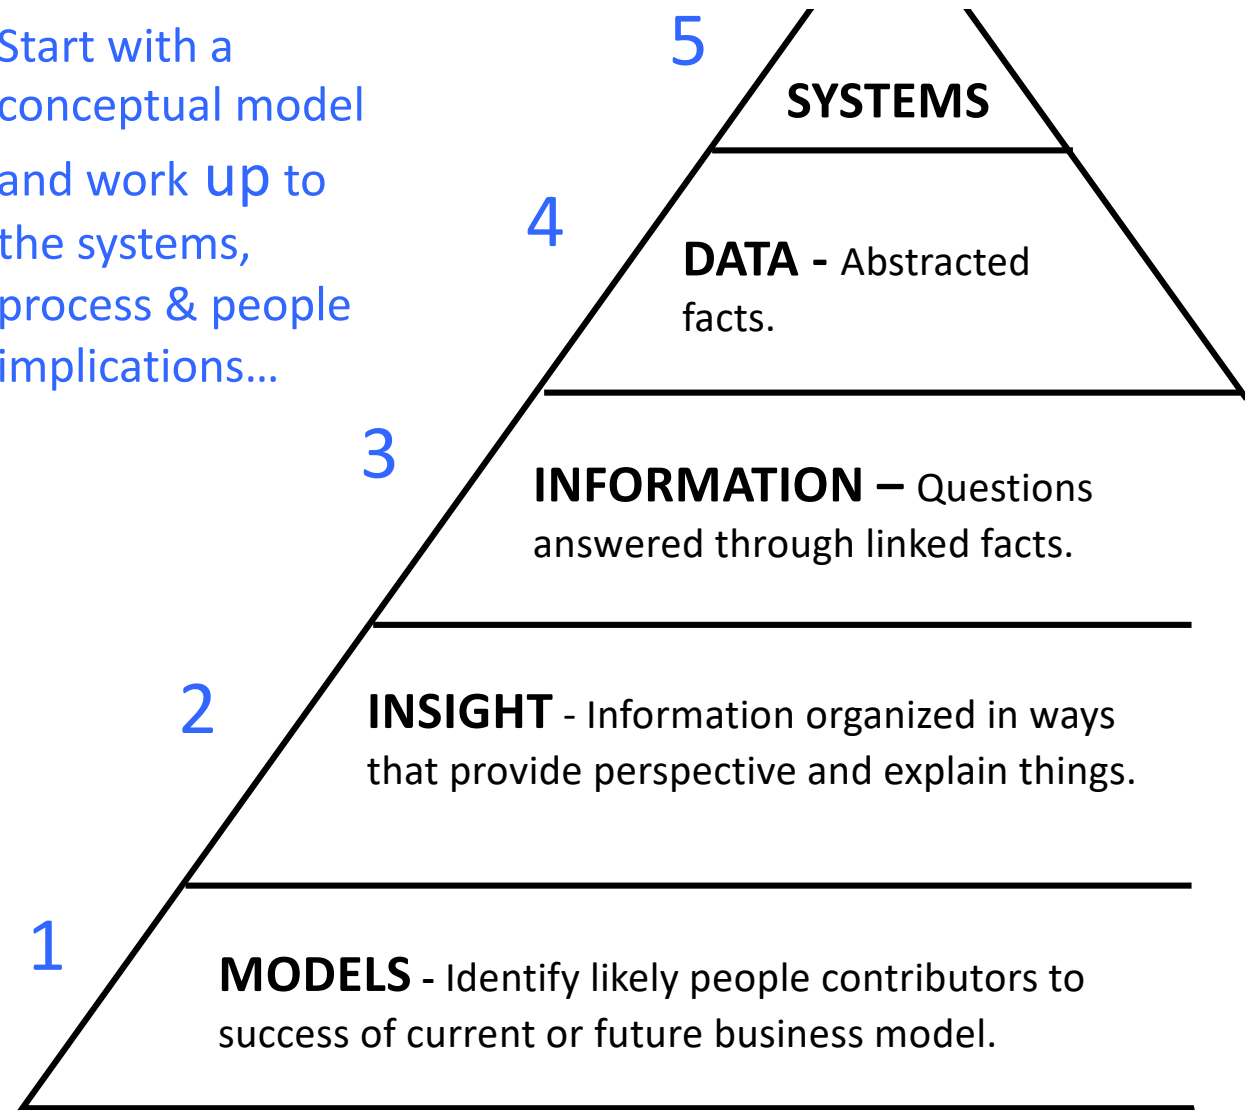 Start with a
conceptual model
and work up to
the systems,
process & people
implications...
5
SYSTEMS
4
DATA - Abstracted
facts.
3
INFORMATION – Questions
answered through linked facts.
2
INSIGHT - Information organized in ways
that provide perspective and explain things.
1
MODELS - Identify likely people contributors to
success of current or future business model.